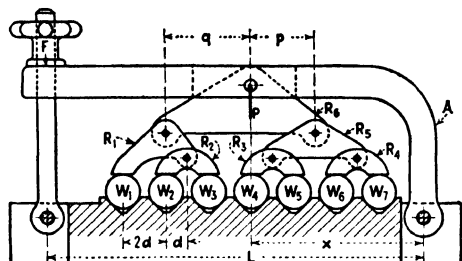 q p
F
P
R6
A
R1 R2 R3 R5 R4
W1 W2 W3 W4 W5 W6 W7
2d d x
L